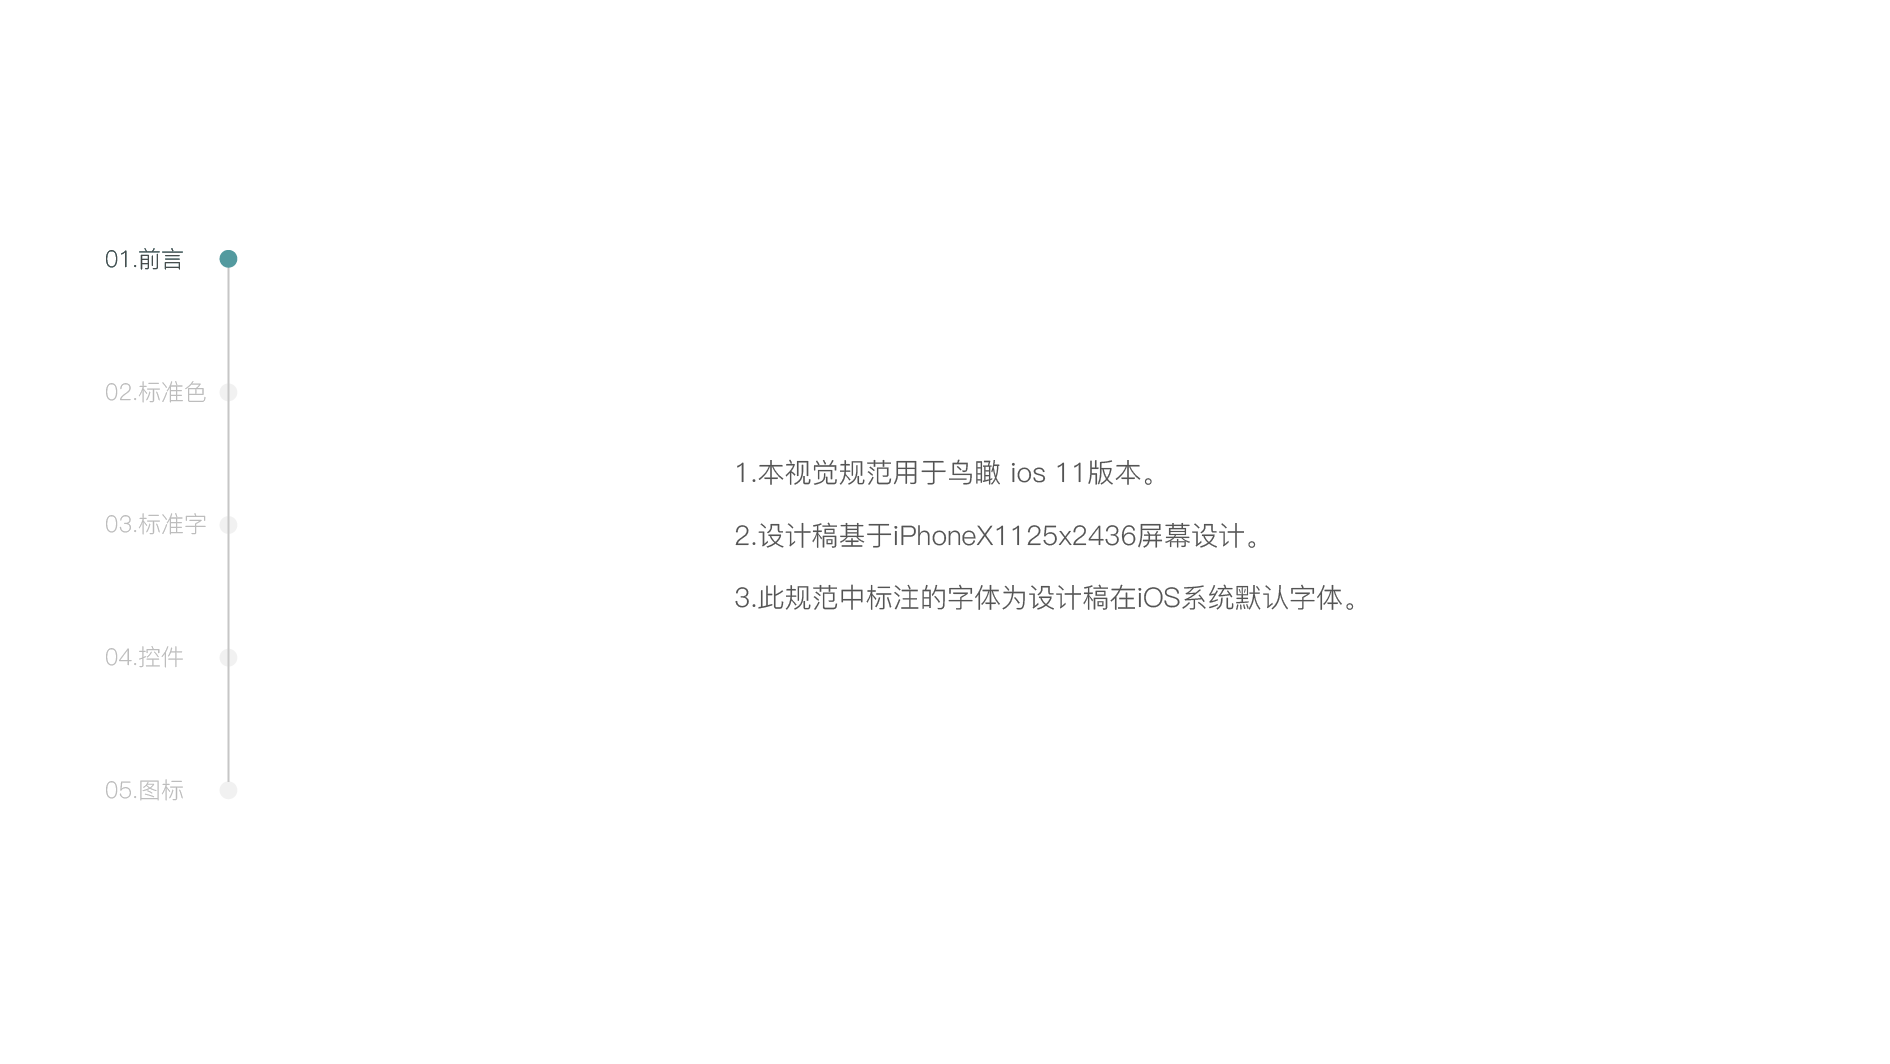 01.前言
02.标准色
03.标准字
04.控件
05.图标
1.本视觉规范用于鸟瞰 ios 11版本。
2.设计稿基于iPhoneX1125x2436屏幕设计。
3.此规范中标注的字体为设计稿在iOS系统默认字体。